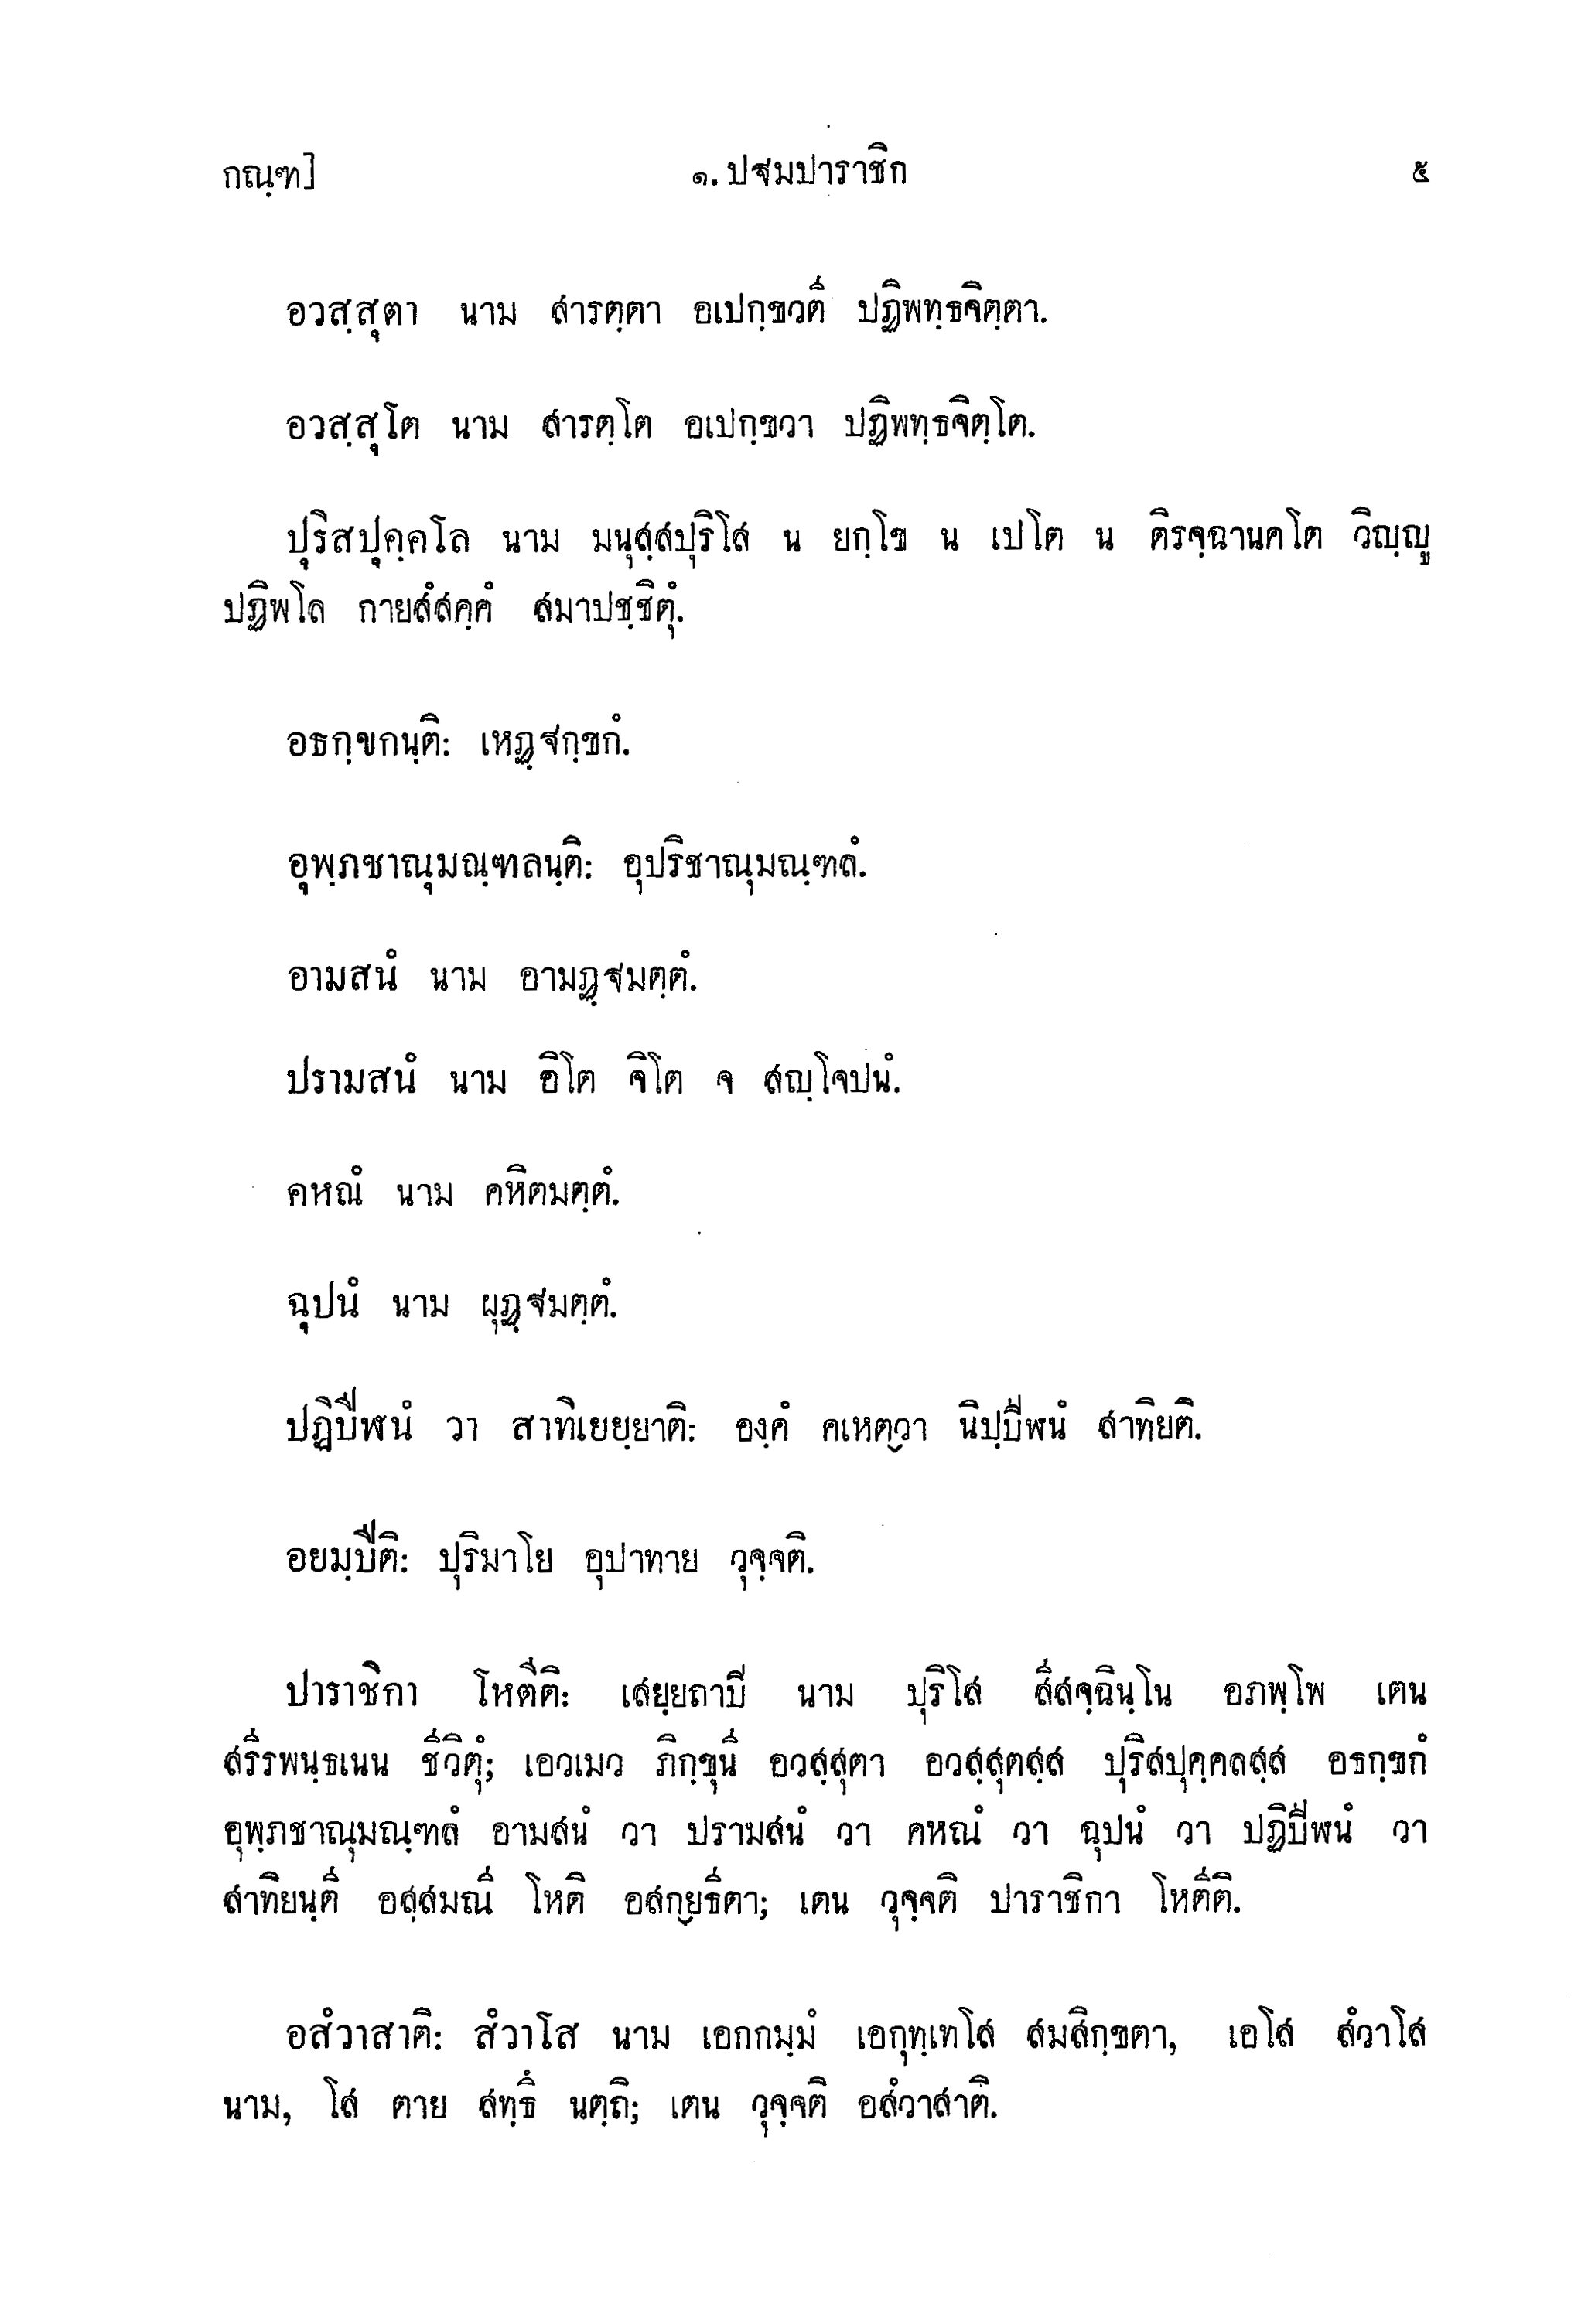 กณฺฑ] ๑. ปฐมปาราชิก ๕
อวสฺสุตา นาม สารตฺตา อเปกฺขวตี ปฏิพทฺธจิตฺตา.
อวสฺสุโต นาม สารตฺโต อเปกฺขวา ปฏิพทฺธจิตฺโต.
ปุริสปุคฺคโล นาม มนุสฺสปุริโส น ยกฺโข น เปโต น ติรจฺฉานคโต วิญฺญู
ปฏิพโล กายสํสคฺคํ สมาปชฺชิตุํ.
อธกฺขกนฺติ: เหฏฺฐกฺขกํ.
อุพฺภชาณุมณฺฑลนฺติ: อุปริชาณุมณฺฑลํ.
อามสนํ นาม อามฏฺฐมตฺตํ.
ปรามสนํ นาม อิโต จิโต จ สญฺโจปนํ.
คหณํ นาม คหิตมตฺตํ.
ฉุปนํ นาม ผุฏฺฐมตฺตํ.
ปฏิปีฬนํ วา สาทิเยยฺยาติ: องฺคํ คเหตฺวา นิปฺปีฬนํ สาทิยติ.
อยมฺปีติ: ปุริมาโย อุปาทาย วุจฺจติ.
ปาราชิกา โหตีติ: เสยฺยถาปิ นาม ปุริโส สีสจฺฉินฺโน อภพฺโพ เตน
สรีรพนฺธเนน ชีวิตุํ; เอวเมว ภิกฺขุนี อวสฺสุตา อวสฺสุตสฺส ปุริสปุคฺคลสฺส อธกฺขกํ
อุพฺภชาณุมณฺฑลํ อามสนํ วา ปรามสนํ วา คหณํ วา ฉุปนํ วา ปฏิปีฬนํ วา
สาทิยนฺตี อสฺสมณี โหติ อสกฺยธีตา; เตน วุจฺจติ ปาราชิกา โหตีติ.
อสํวาสาติ: สํวาโส นาม เอกกมฺมํ เอกุทฺเทโส สมสิกฺขตา, เอโส สํวาโส
นาม, โส ตาย สทฺธึ นตฺถิ; เตน วุจฺจติ อสํวาสาติ.